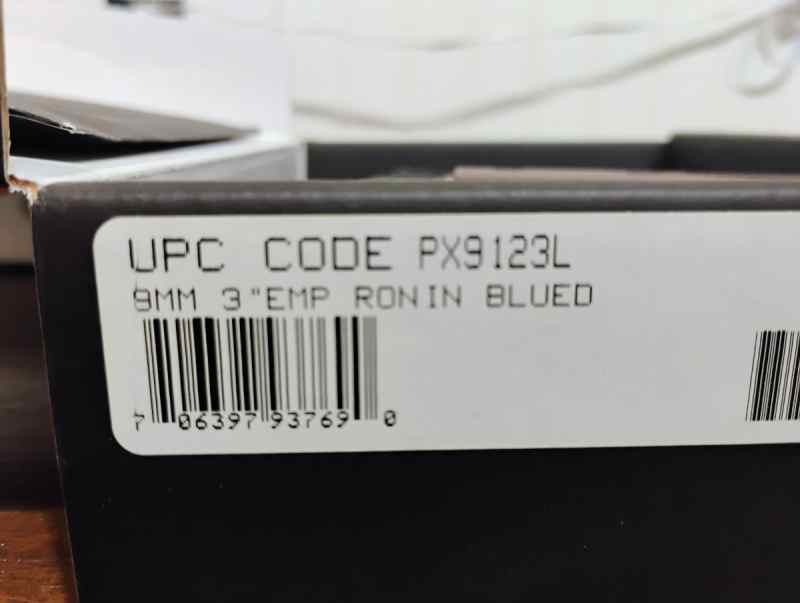 UPC CODE PX9123L
9MM 3"EMP RONIN BLUED
7 06397 93769 0